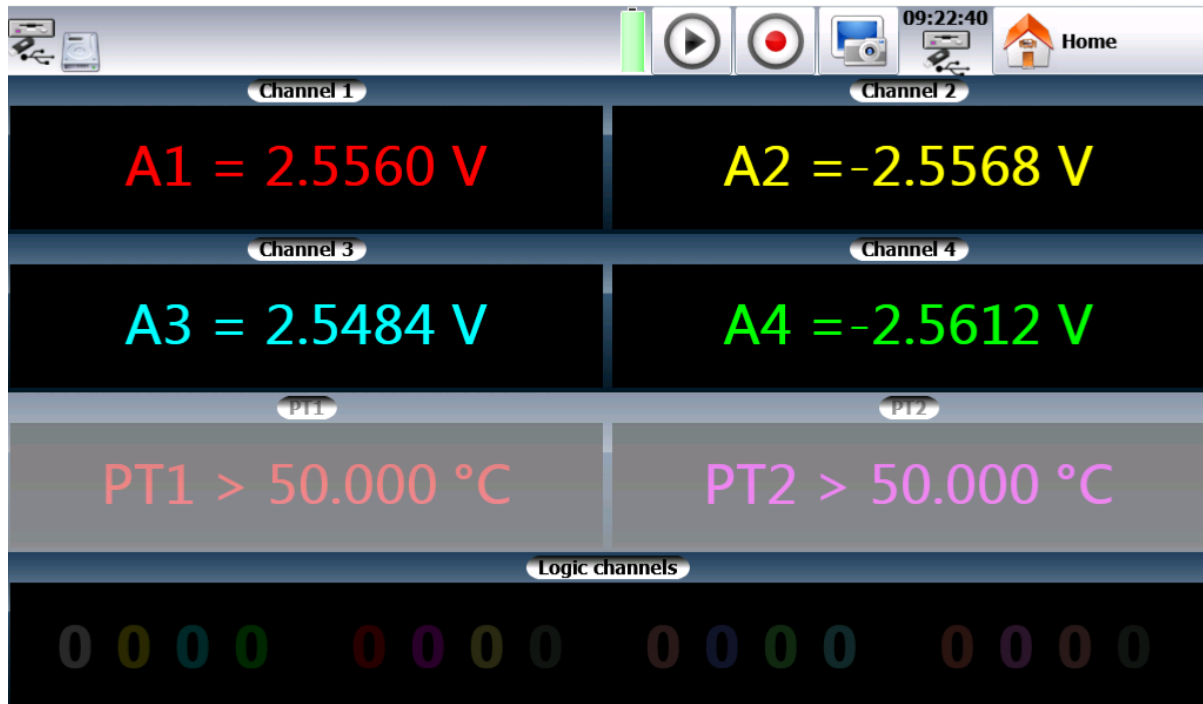 09:22:40
Home
Channel 1 Channel 2
A1 = 2.5560 V A2 =-2.5568 V
Channel 3 Channel 4
A3 = 2.5484 V A4 =-2.5612 V
PT1 PT2
PT1 > 50.000 °C PT2 > 50.000 °C
Logic channels
0 0 0 0 0 0 0 0 0 0 0 0 0 0 0 0